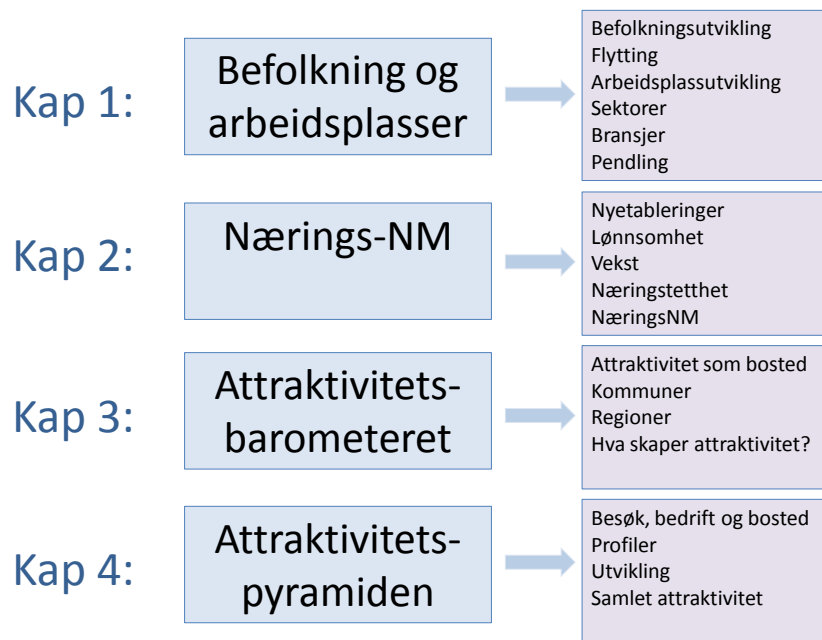 Kap 1:
Befolkning og
arbeidsplasser
Befolkningsutvikling
Flytting
Arbeidsplassutvikling
Sektorer
Bransjer
Pendling
Kap 2:
Nærings-NM
Nyetableringer
Lønnsomhet
Vekst
Næringstetthet
NæringsNM
Kap 3:
Attraktivitets-
barometeret
Attraktivitet som bosted
Kommuner
Regioner
Hva skaper attraktivitet?
Kap 4:
Attraktivitets-
pyramiden
Besøk, bedrift og bosted
Profiler
Utvikling
Samlet attraktivitet